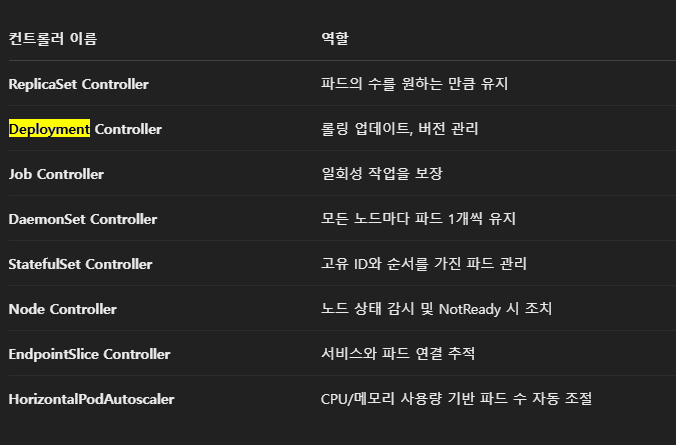 컨트롤러 이름 역할
ReplicaSet Controller 파드의 수를 원하는 만큼 유지
Deployment Controller 롤링 업데이트, 버전 관리
Job Controller 일회성 작업을 보장
DaemonSet Controller 모든 노드마다 파드 1개씩 유지
StatefulSet Controller 고유 ID와 순서를 가진 파드 관리
Node Controller 노드 상태 감시 및 NotReady 시 조치
EndpointSlice Controller 서비스와 파드 연결 추적
HorizontalPodAutoscaler CPU/메모리 사용량 기반 파드 수 자동 조절